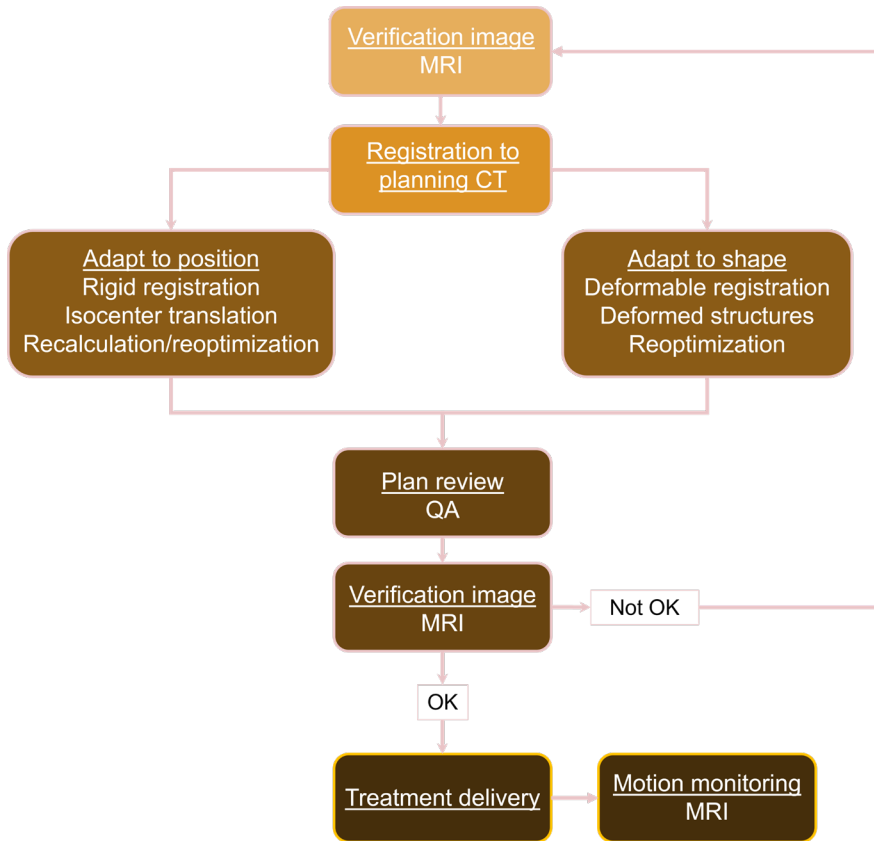 Verification image
MRI
Registration to
planning CT
Adapt to position
Rigid registration
Isocenter translation
Recalculation/reoptimization
Adapt to shape
Deformable registration
Deformed structures
Reoptimization
Plan review
QA
Verification image
MRI
Not OK
OK
Treatment delivery
Motion monitoring
MRI